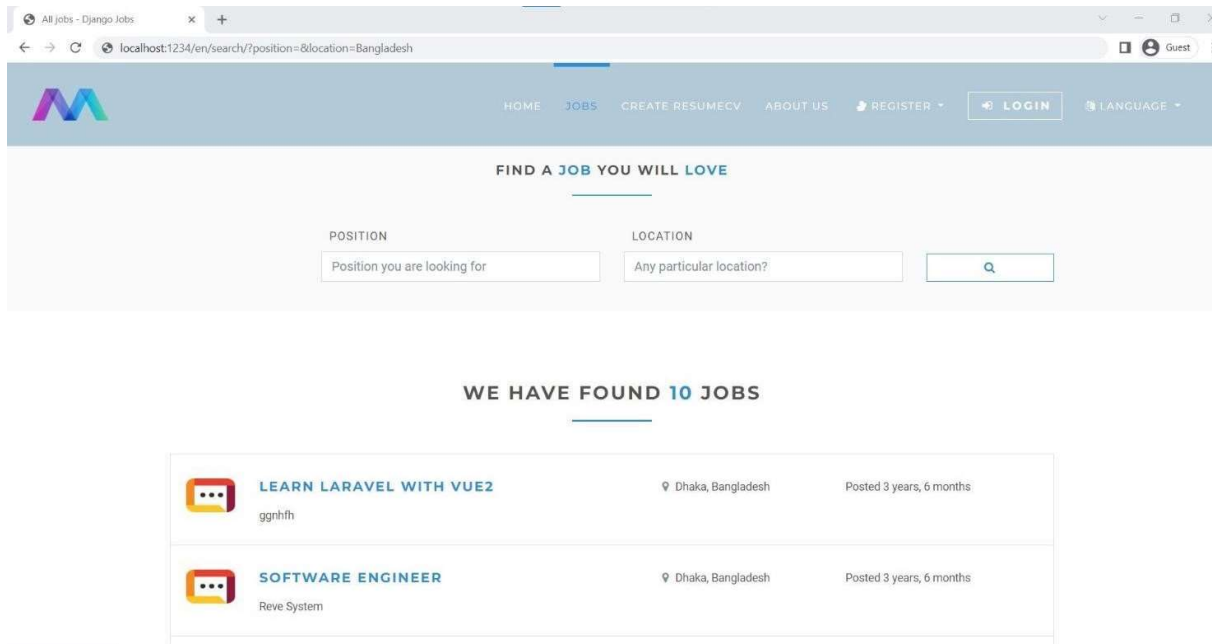 All jobs - Django Jobs
localhost:1234/en/search/?position=&location=Bangladesh
Guest
HOME JOBS CREATE RESUMECV ABOUT US REGISTER LOGIN LANGUAGE
FIND A JOB YOU WILL LOVE
POSITION LOCATION
Position you are looking for Any particular location?
WE HAVE FOUND 10 JOBS
LEARN LARAVEL WITH VUE2 Dhaka, Bangladesh Posted 3 years, 6 months
ggnhfh
SOFTWARE ENGINEER Dhaka, Bangladesh Posted 3 years, 6 months
Reve System